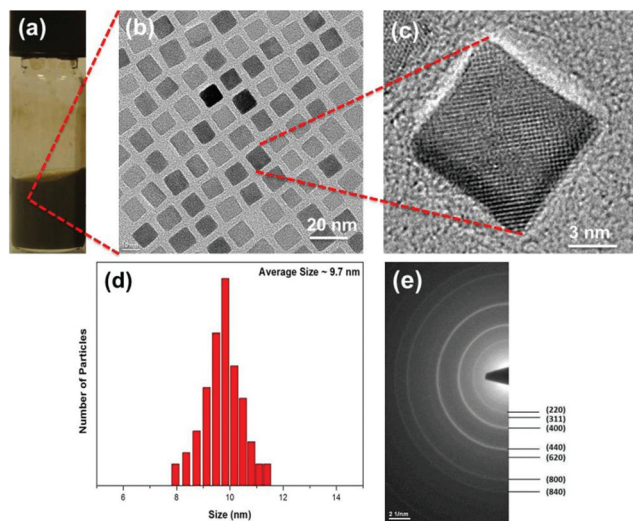 (a)
(b)
20 nm
(c)
3 nm
(d)
Average Size ~ 9.7 nm
Number of Particles
6
8
10
12
14
Size (nm)
(e)
(220)
(311)
(400)
(440)
(620)
(800)
(840)
2 1/nm